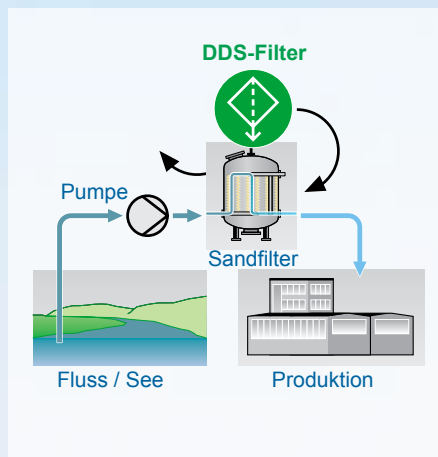 DDS-Filter
Pumpe
Sandfilter
Fluss / See
Produktion